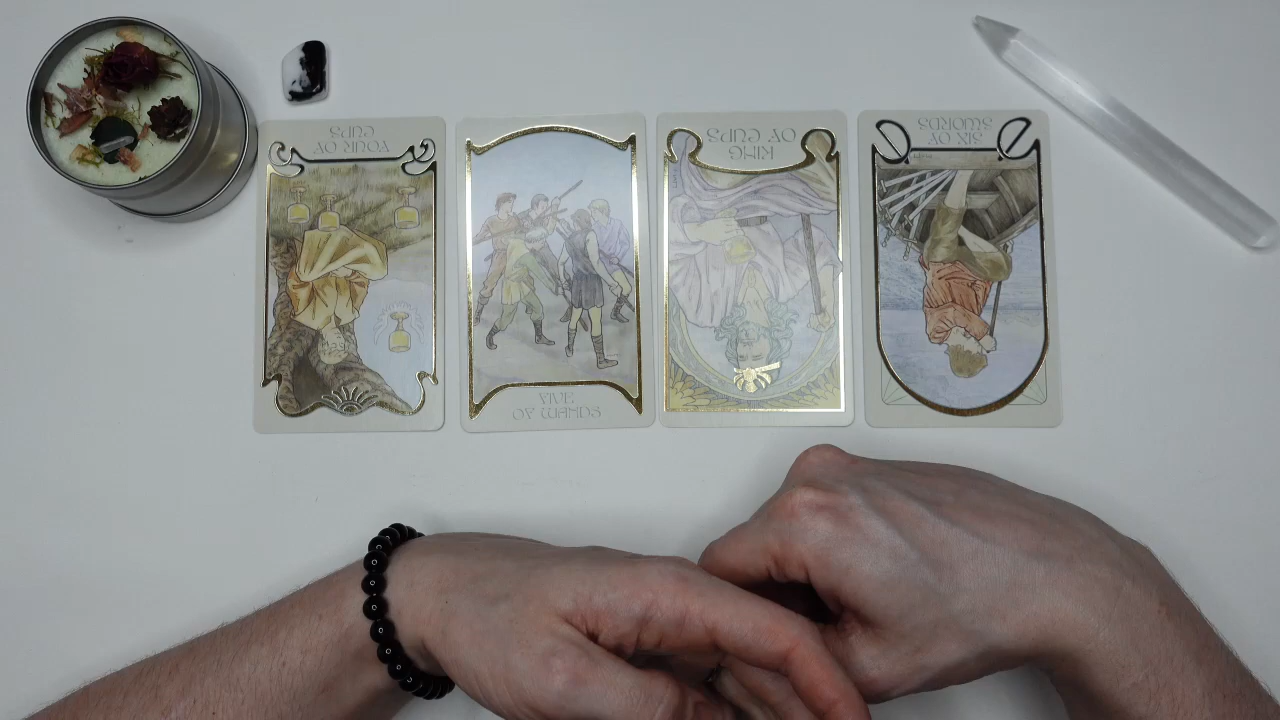 FOUR OF
CUPS
FIVE
OF WANDS
KING
OF CUPS
SIX OF
SWORDS